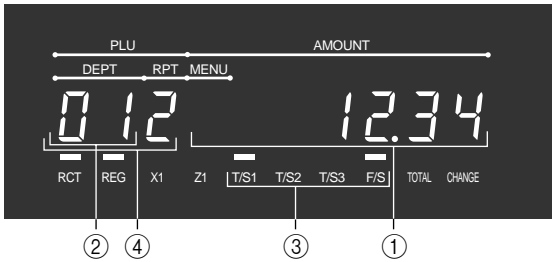 PLU AMOUNT
DEPT RPT MENU
012 12.34
RCT REG X1 Z1 T/S1 T/S2 T/S3 F/S TOTAL CHANGE
② ④ ③ ①